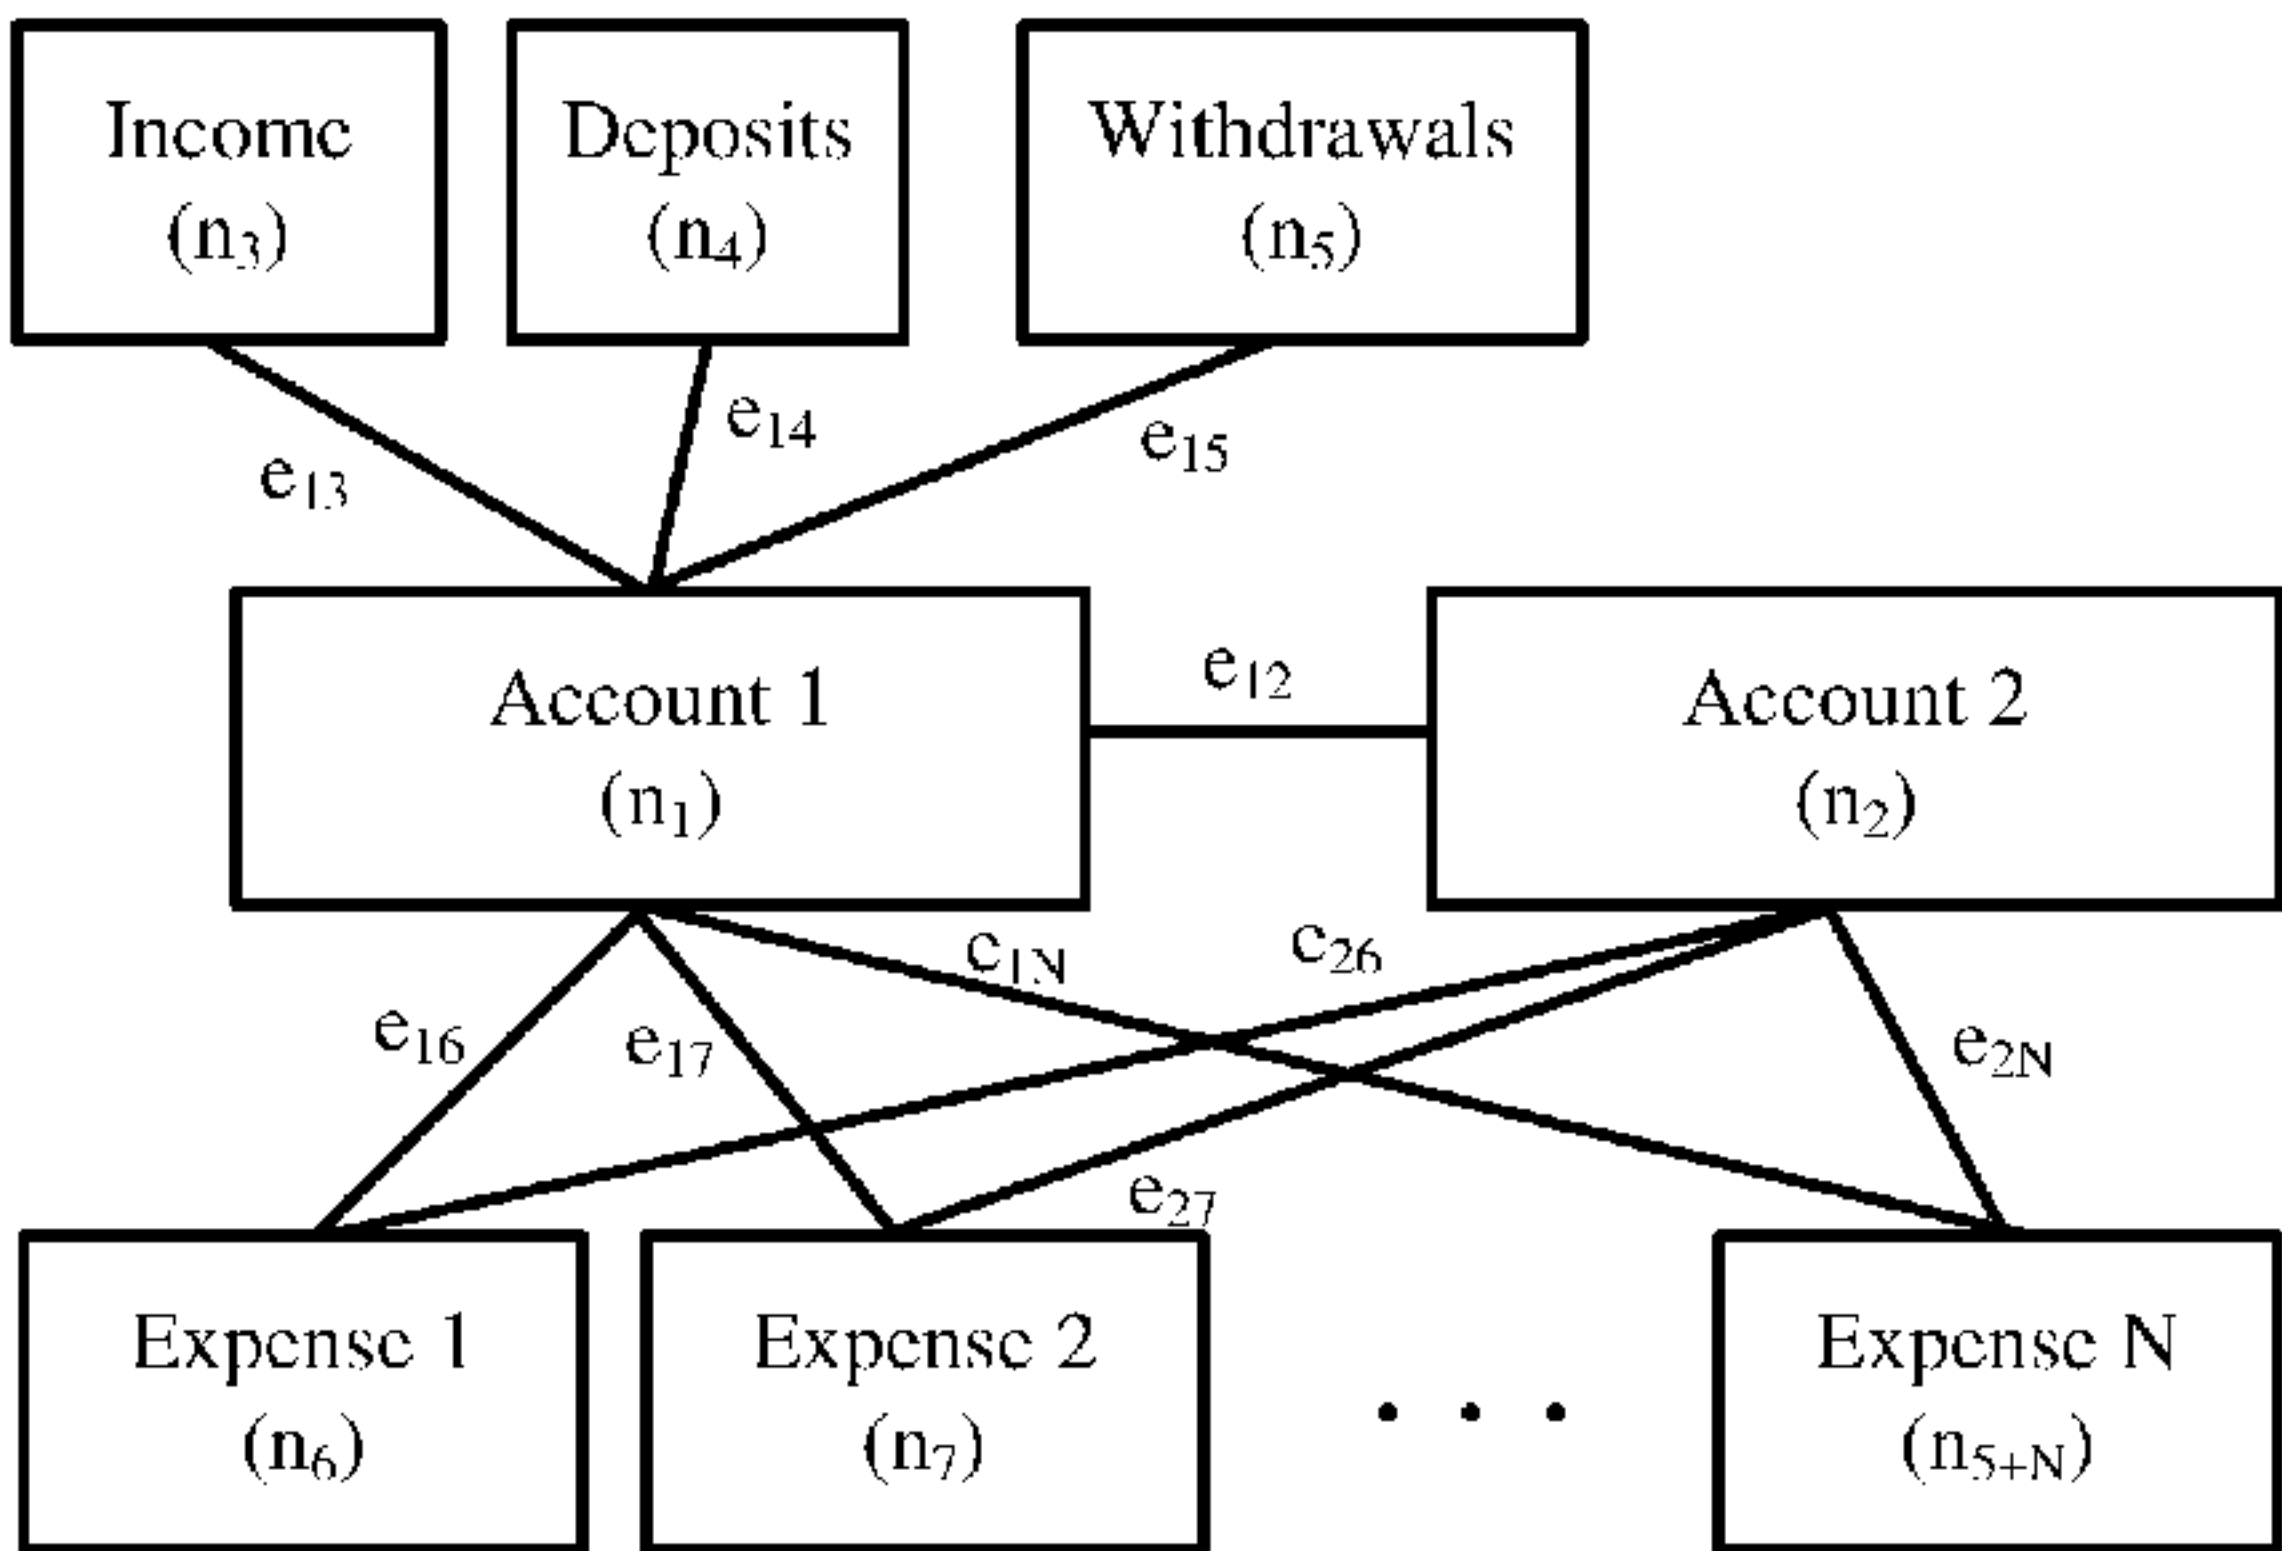 Income
(n₃)
Deposits
(n₄)
Withdrawals
(n₅)
e₁₃
e₁₄
e₁₅
Account 1
(n₁)
e₁₂
Account 2
(n₂)
e₁₆
e₁₇
e₁N
e₂₆
e₂₇
e₂N
Expense 1
(n₆)
Expense 2
(n₇)
. . .
Expense N
(n₅₊N)